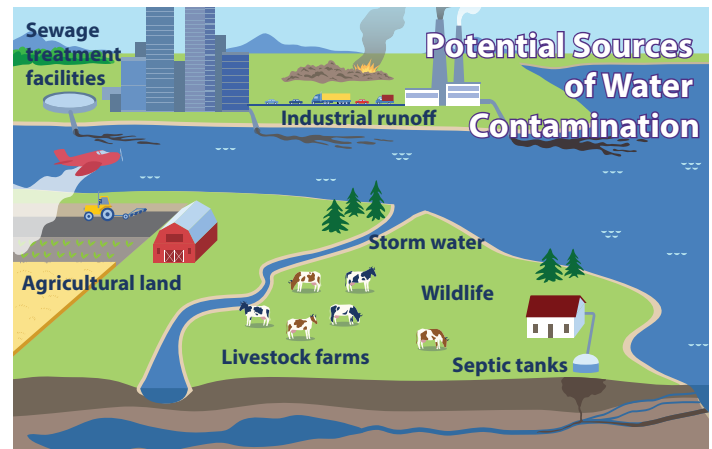 Sewage
treatment
facilities
Potential Sources
of Water
Contamination
Industrial runoff
Storm water
Agricultural land
Wildlife
Livestock farms
Septic tanks